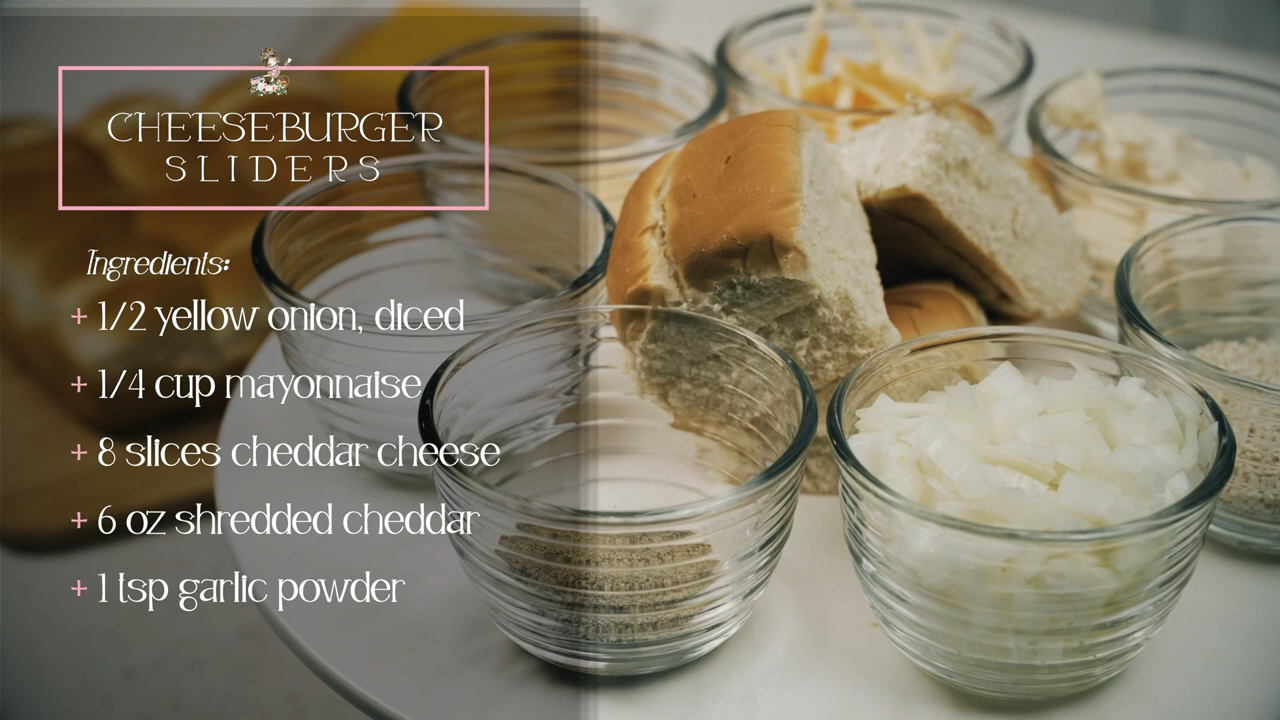 CHEESEBURGER
SLIDERS
Ingredients:
+ 1/2 yellow onion, diced
+ 1/4 cup mayonnaise
+ 8 slices cheddar cheese
+ 6 oz shredded cheddar
+ 1 tsp garlic powder